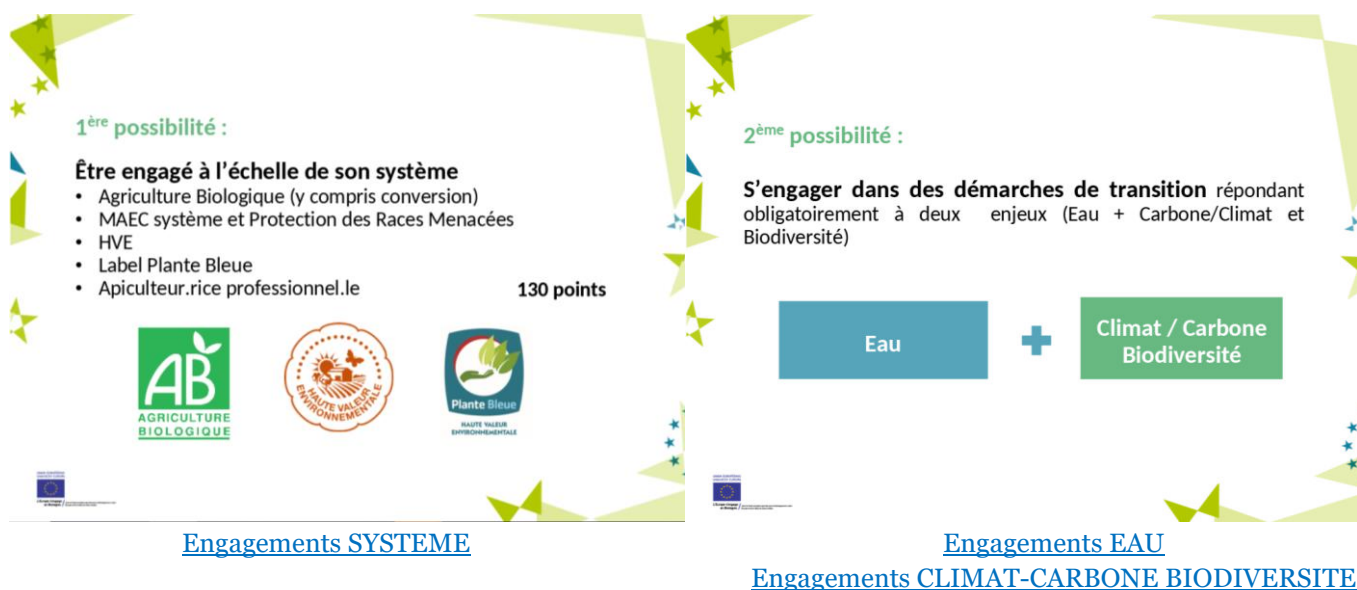 1ère possibilité :
Être engagé à l'échelle de son système
• Agriculture Biologique (y compris conversion)
• MAEC système et Protection des Races Menacées
• HVE
• Label Plante Bleue
• Apiculteur.rice professionnel.le 130 points
AB
AGRICULTURE
BIOLOGIQUE
HAUTE VALEUR
ENVIRONNEMENTALE
Plante Bleue
HAUTE VALEUR
ENVIRONNEMENTALE
Engagements SYSTEME
2ème possibilité :
S'engager dans des démarches de transition répondant
obligatoirement à deux enjeux (Eau + Carbone/Climat et
Biodiversité)
Eau
Climat / Carbone
Biodiversité
Engagements EAU
Engagements CLIMAT-CARBONE BIODIVERSITE